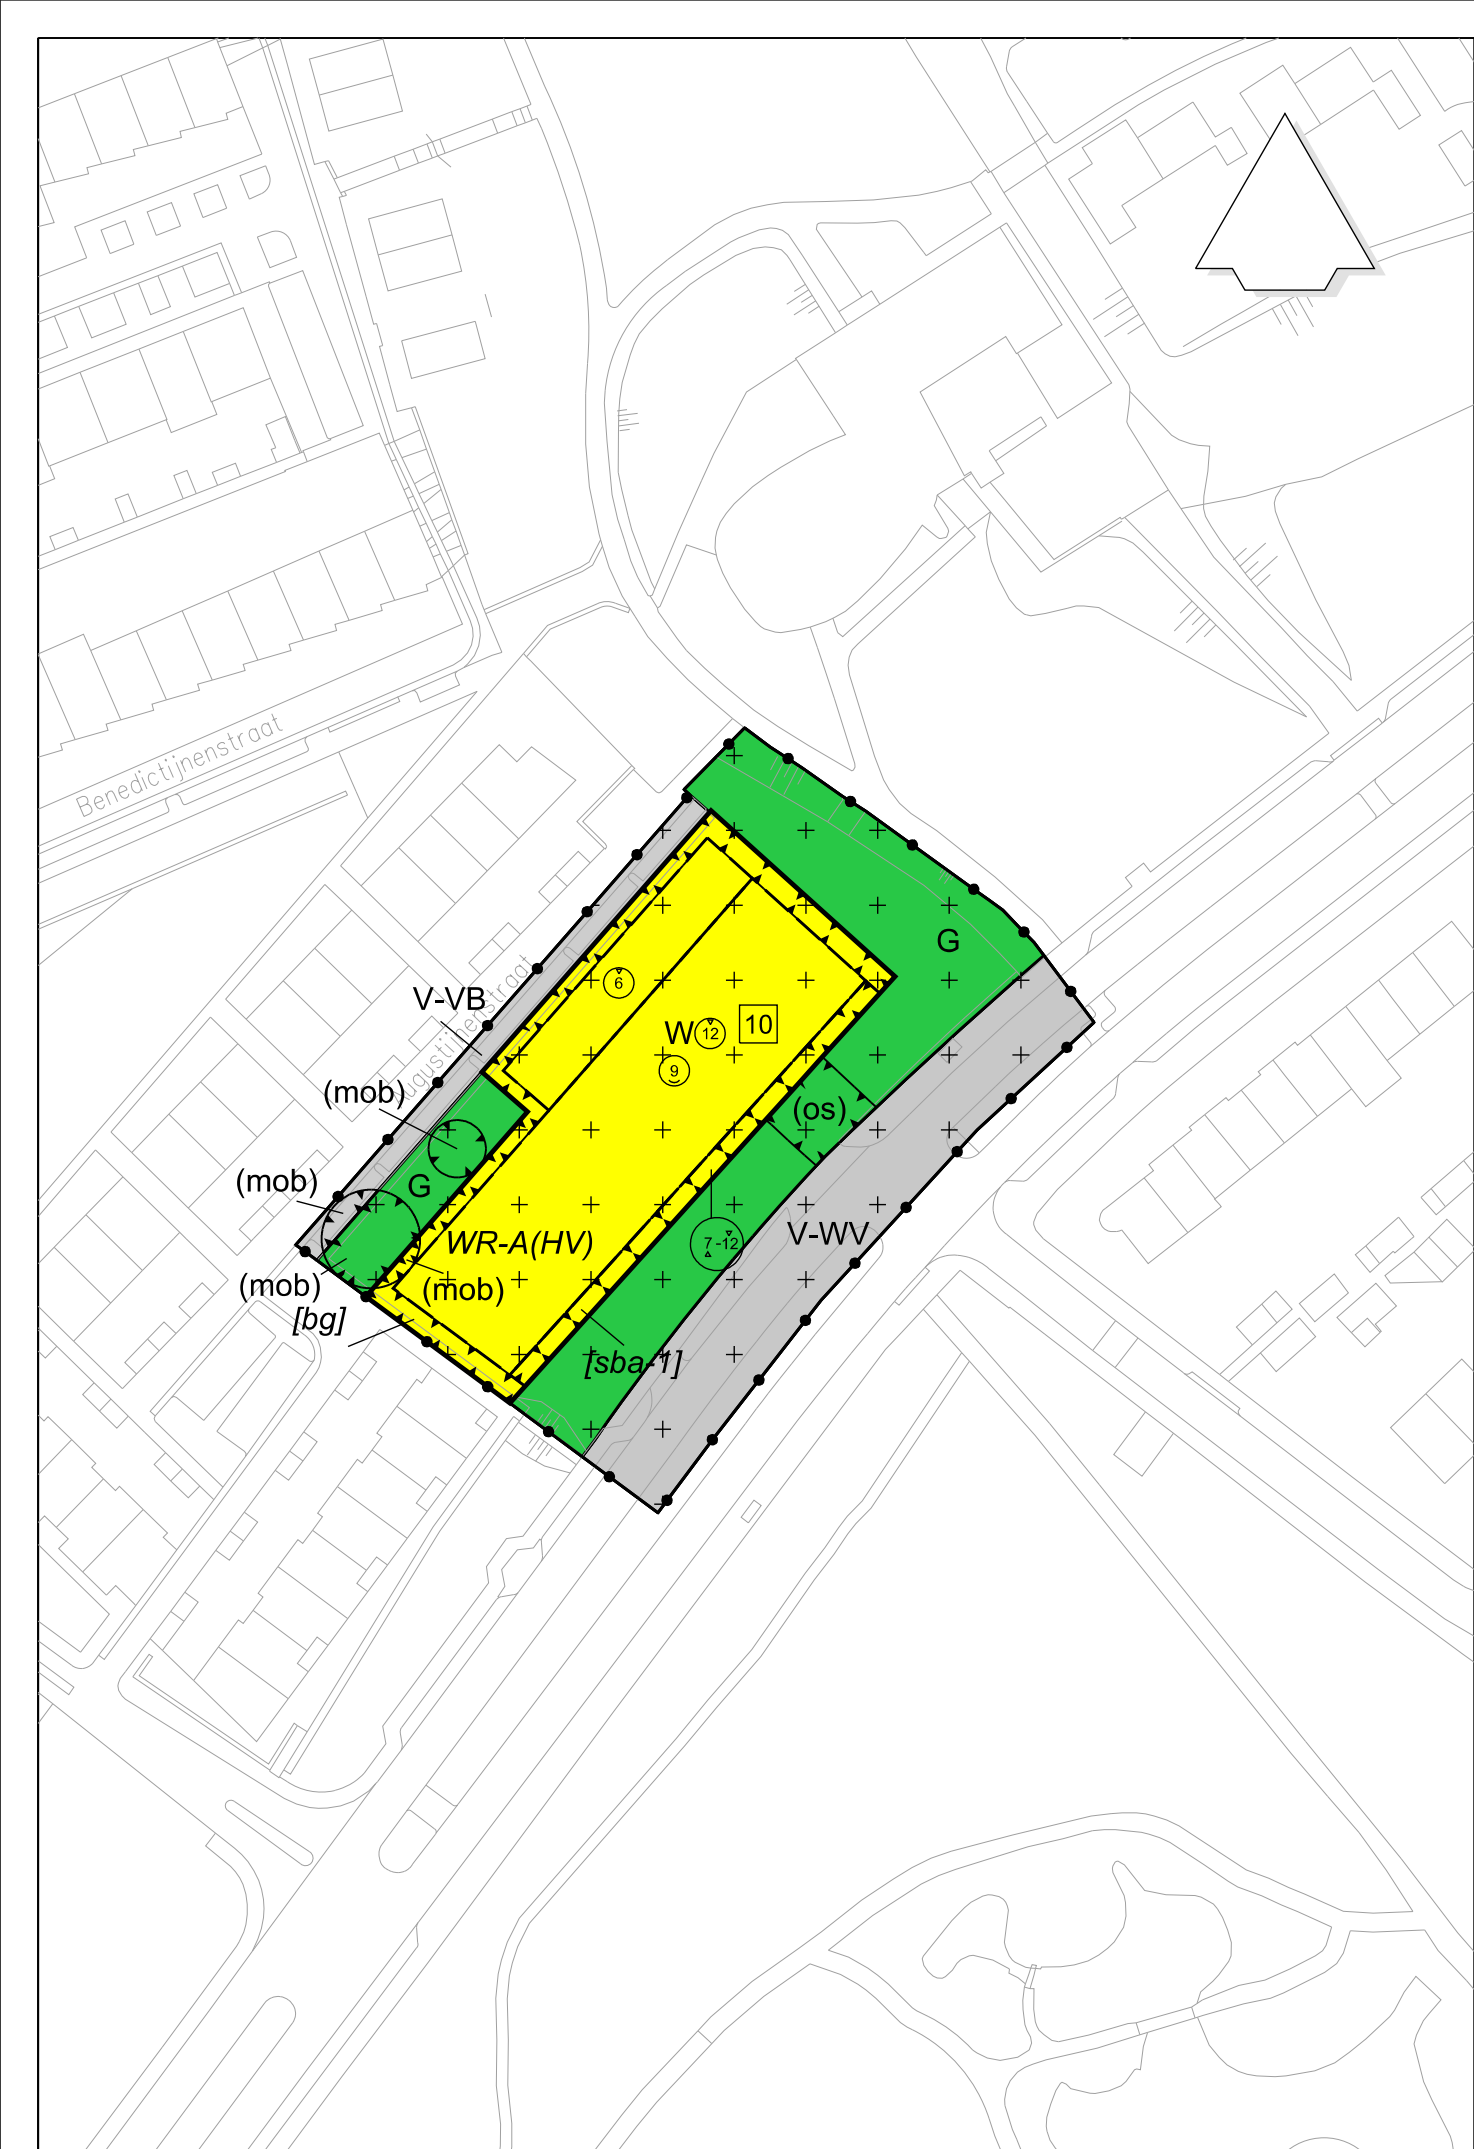 Benedictijnenstraat
G
6
V-VB
Augustijnenstraat
W
12
10
9
(mob)
(os)
(mob)
G
WR-A(HV)
7-12
V-WV
(mob)
(mob)
[bg]
[sba-1]